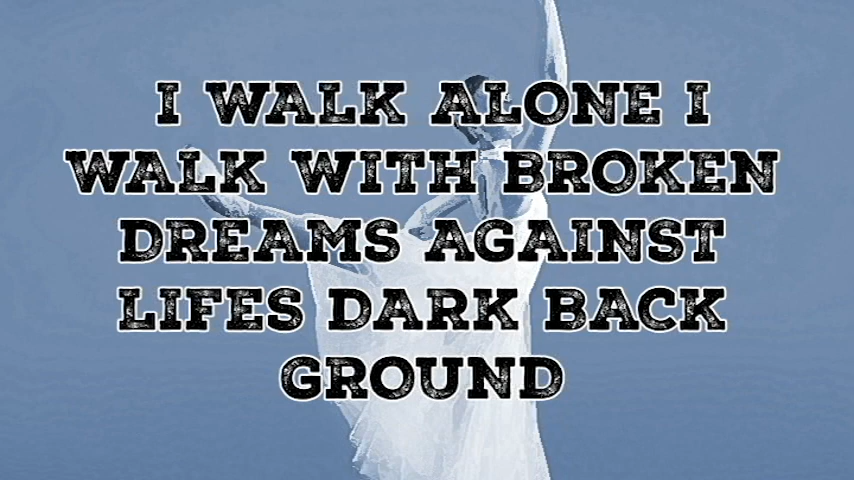 I WALK ALONE I
WALK WITH BROKEN
DREAMS AGAINST
LIFES DARK BACK
GROUND